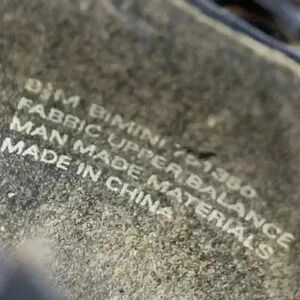 BIMINI
FABRIC UPPER/BALANCE
MAN MADE MATERIALS
MADE IN CHINA